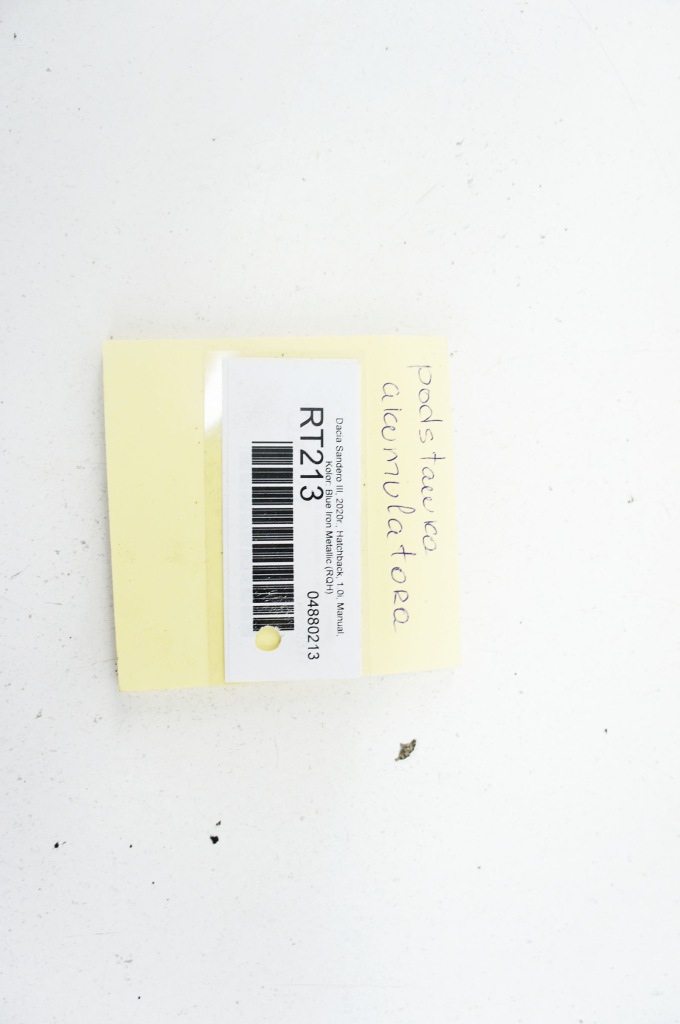 podstawka
akumulatora
Dacia Sandero III, 2020r., Hatchback, 1.0i, Manual,
Kolor: Blue Iron Metallic (RQH)
RT213
04880213